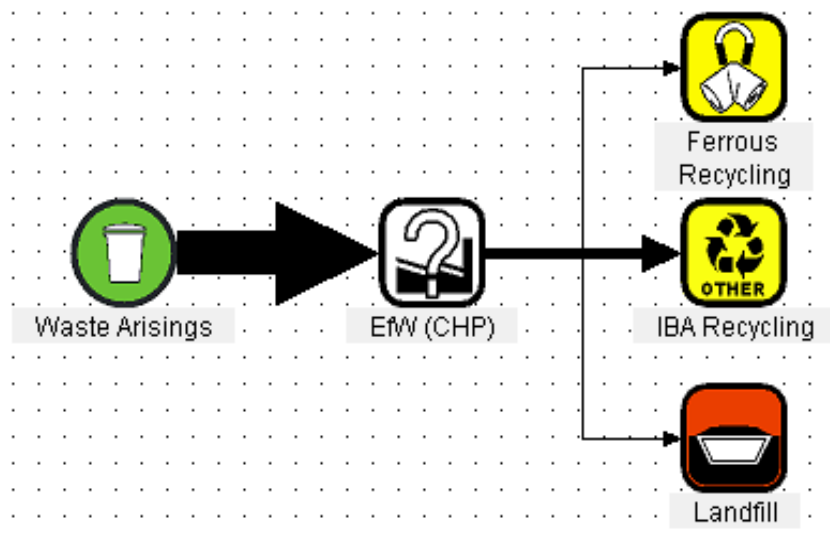 Ferrous
Recycling
OTHER
Waste Arisings
EfW (CHP)
IBA Recycling
Landfill